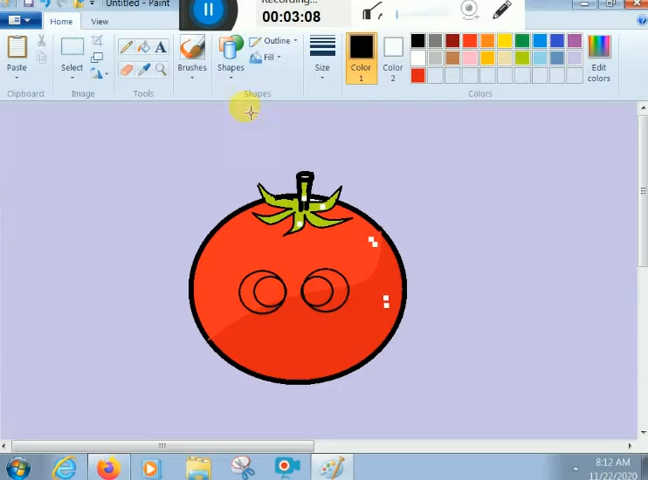 Untitled - Paint
Recording...
00:03:08
Home
View
Paste
Select
Brushes
Shapes
Outline
Fill
Size
Color
1
Color
2
Edit
colors
Clipboard
Image
Tools
Shapes
Colors
8:12 AM
11/22/2020